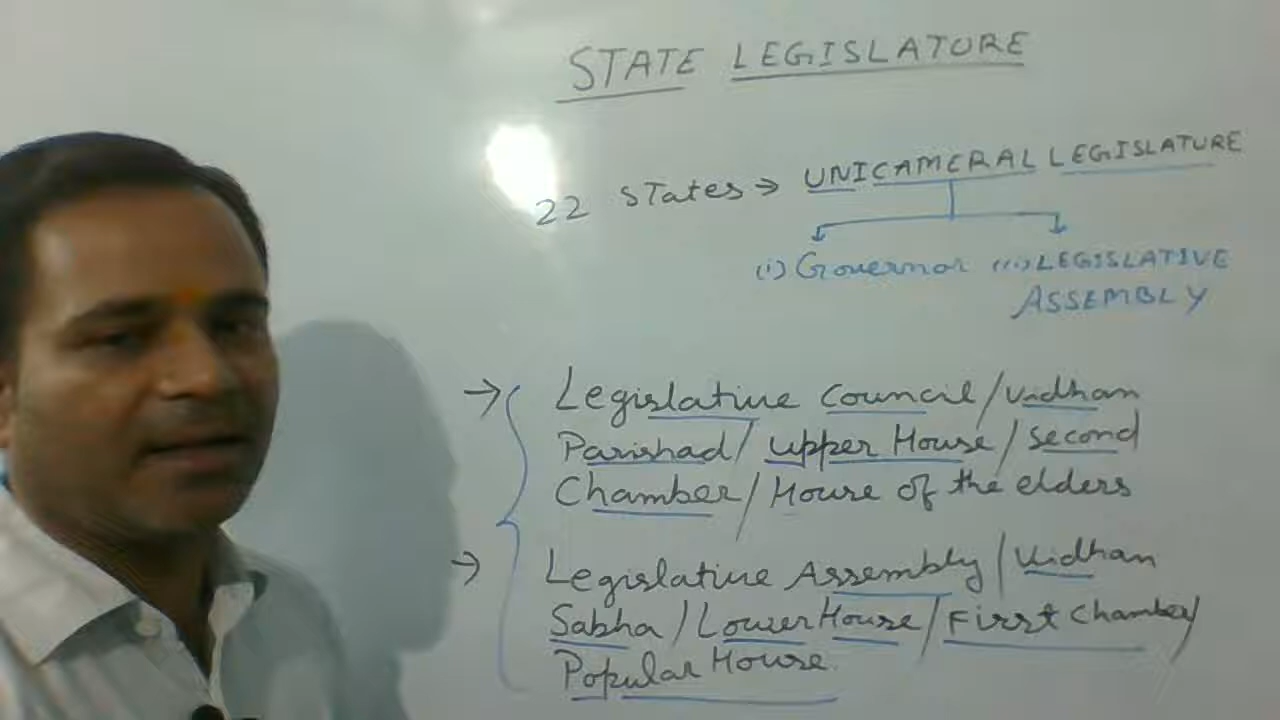 STATE LEGISLATURE
22 States → UNICAMERAL LEGISLATURE
(i) Governor (ii) LEGISLATIVE
ASSEMBLY
→ Legislative Council / Vidhan
Parishad / upper House / second
Chamber / House of the elders
→ Legislative Assembly / Vidhan
Sabha / Lower House / First Chamber/
Popular House.